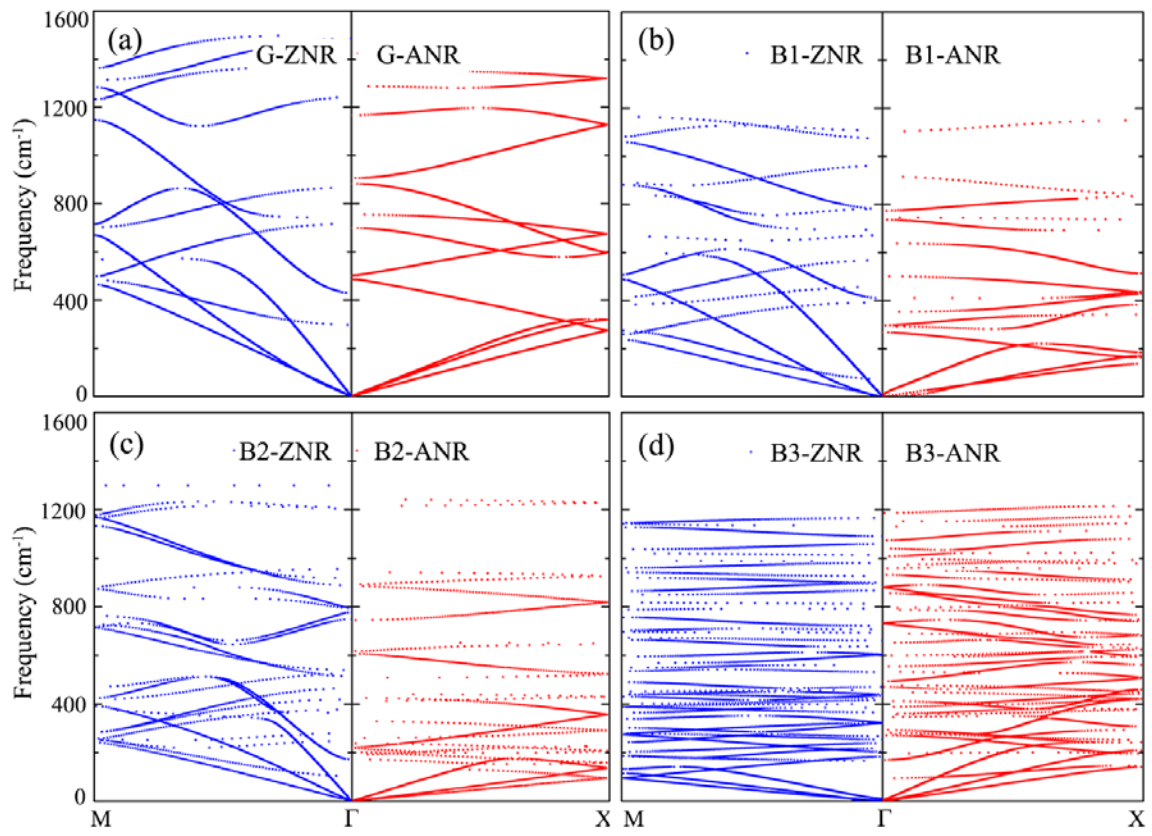 1600
(a)
G-ZNR
G-ANR
(b)
B1-ZNR
B1-ANR
1200
Frequency (cm⁻¹)
800
400
0
1600
(c)
B2-ZNR
B2-ANR
(d)
B3-ZNR
B3-ANR
1200
Frequency (cm⁻¹)
800
400
0
M
Γ
X
M
Γ
X